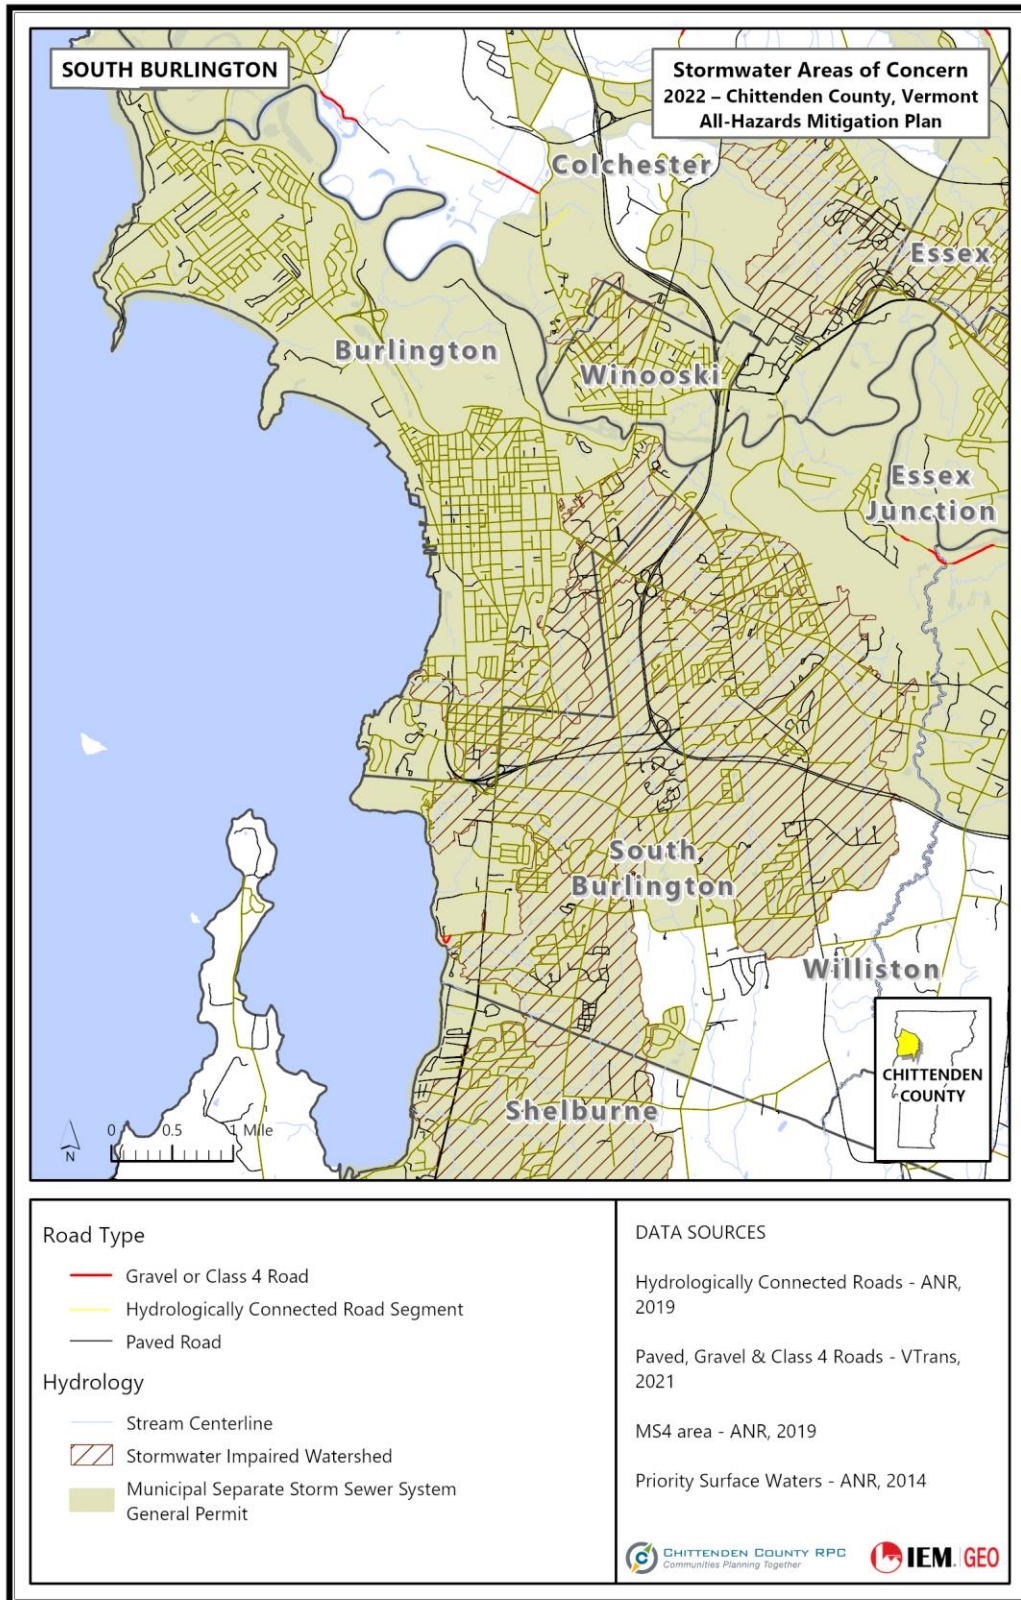 SOUTH BURLINGTON
Stormwater Areas of Concern
2022 – Chittenden County, Vermont
All-Hazards Mitigation Plan
Colchester
Essex
Burlington
Winooski
Essex
Junction
South
Burlington
Williston
CHITTENDEN
COUNTY
Shelburne
N
0 0.5 1 Mile
Road Type
Gravel or Class 4 Road
Hydrologically Connected Road Segment
Paved Road
Hydrology
Stream Centerline
Stormwater Impaired Watershed
Municipal Separate Storm Sewer System
General Permit
DATA SOURCES
Hydrologically Connected Roads - ANR,
2019
Paved, Gravel & Class 4 Roads - VTrans,
2021
MS4 area - ANR, 2019
Priority Surface Waters - ANR, 2014
C
CHITTENDEN COUNTY RPC
Communities Planning Together
IEM. GEO